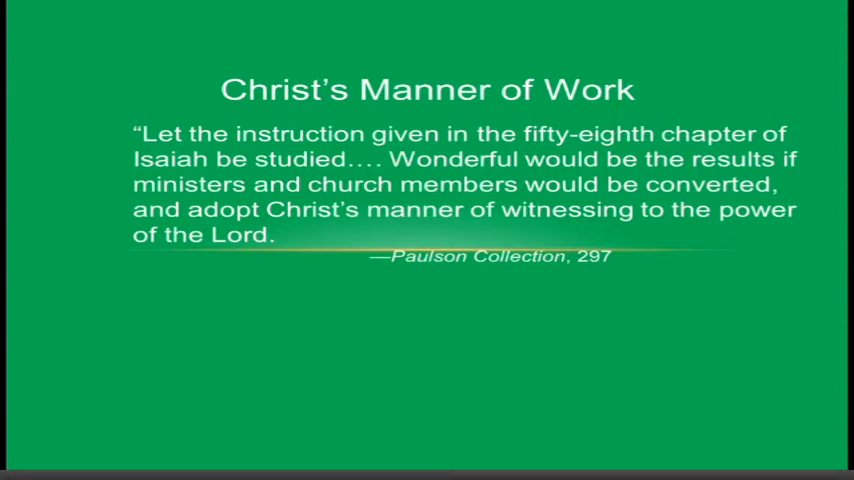 Christ’s Manner of Work
“Let the instruction given in the fifty-eighth chapter of
Isaiah be studied…. Wonderful would be the results if
ministers and church members would be converted,
and adopt Christ’s manner of witnessing to the power
of the Lord.
—Paulson Collection, 297